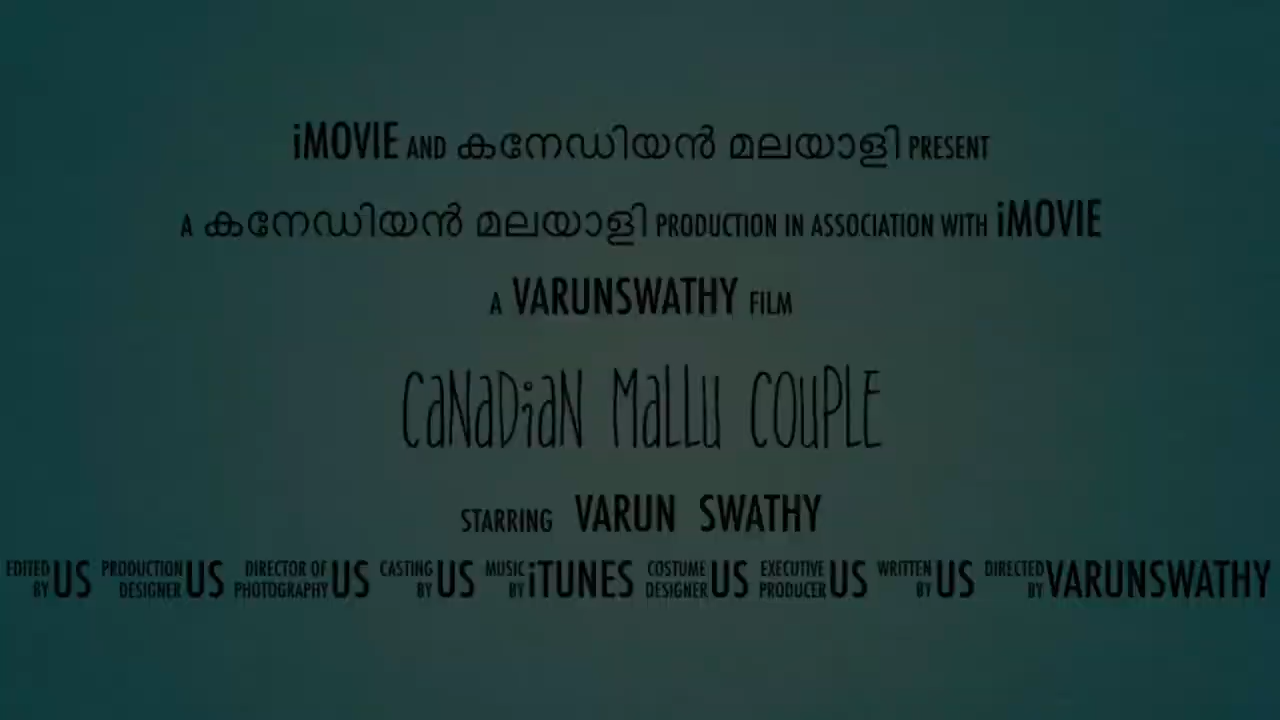 iMOVIE AND കനേഡിയൻ മലയാളി PRESENT
A കനേഡിയൻ മലയാളി PRODUCTION IN ASSOCIATION WITH iMOVIE
A VARUNSWATHY FILM
CaNaDiaN MaLLU COUPLE
STARRING VARUN SWATHY
EDITED BY US PRODUCTION DESIGNER US DIRECTOR OF PHOTOGRAPHY US CASTING BY US MUSIC BY iTUNES COSTUME DESIGNER US EXECUTIVE PRODUCER US WRITTEN BY US DIRECTED BY VARUNSWATHY